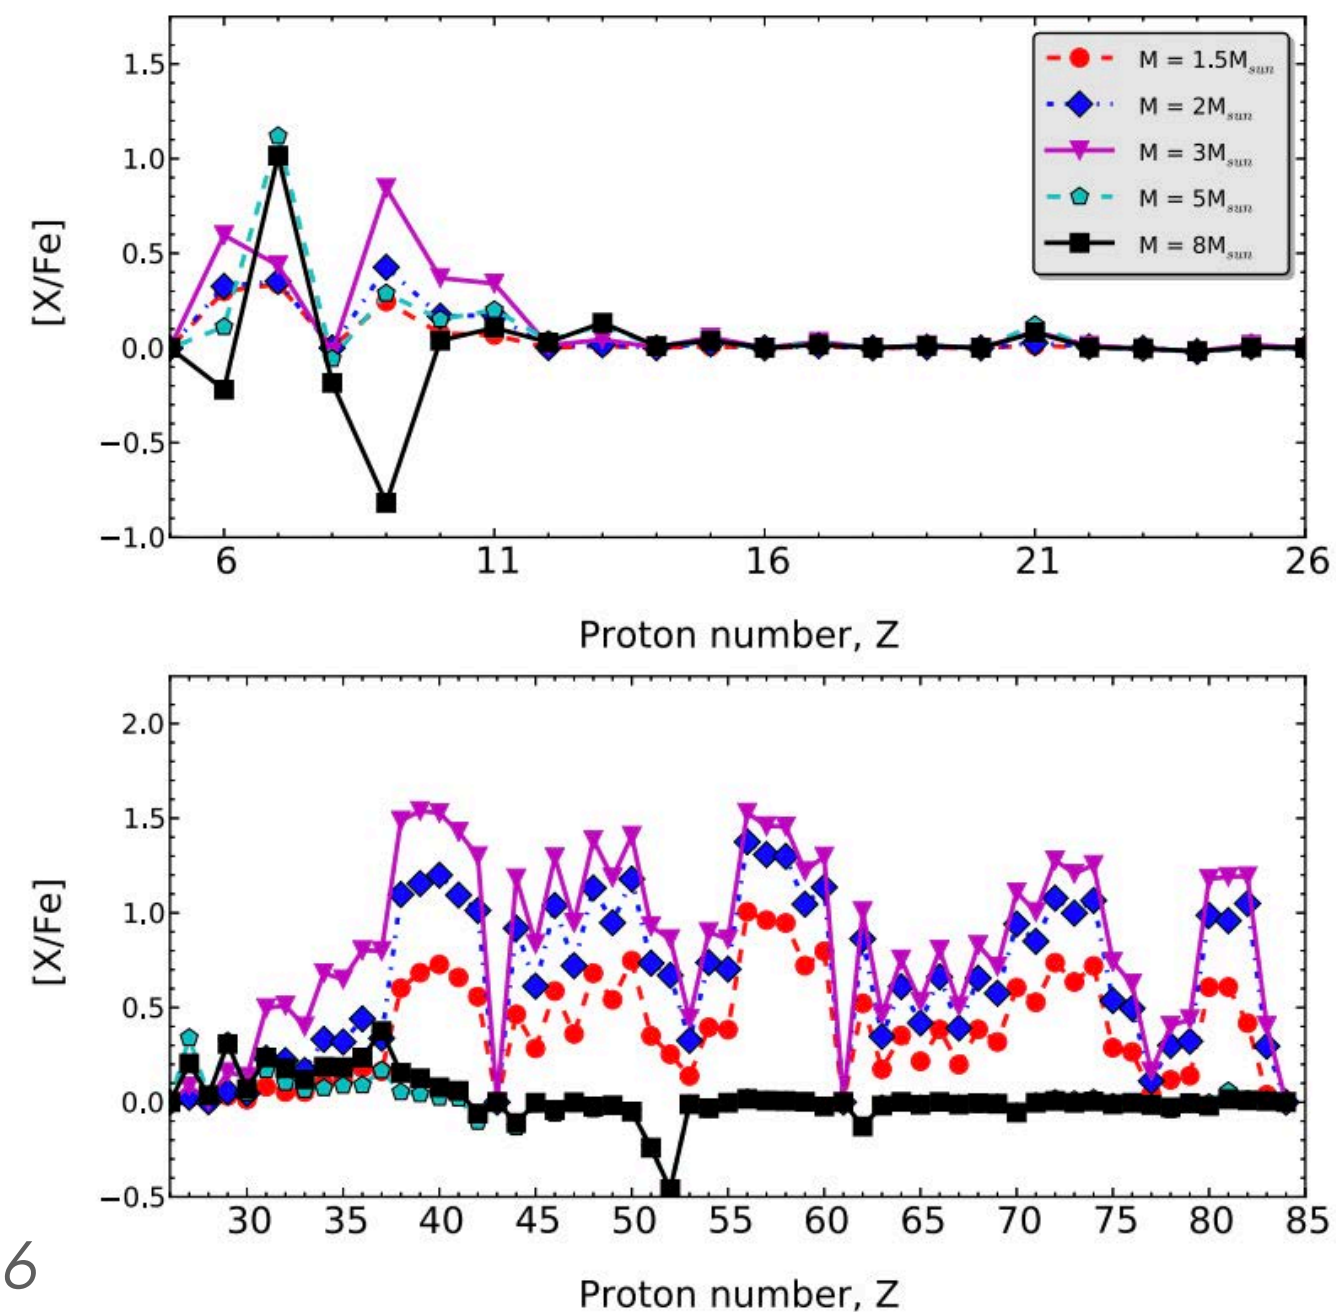 1.5
1.0
0.5
0.0
−0.5
−1.0
[X/Fe]
M = 1.5M_sun
M = 2M_sun
M = 3M_sun
M = 5M_sun
M = 8M_sun
6 11 16 21 26
Proton number, Z
2.0
1.5
1.0
0.5
0.0
−0.5
[X/Fe]
30 35 40 45 50 55 60 65 70 75 80 85
Proton number, Z
6